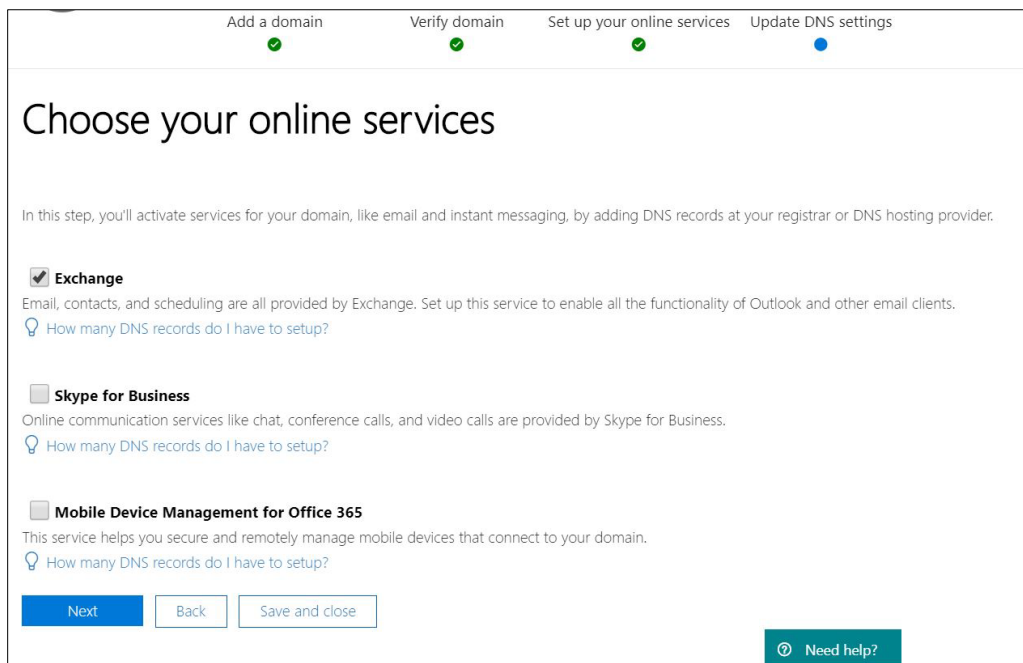 Add a domain
Verify domain
Set up your online services
Update DNS settings
Choose your online services
In this step, you'll activate services for your domain, like email and instant messaging, by adding DNS records at your registrar or DNS hosting provider.
Exchange
Email, contacts, and scheduling are all provided by Exchange. Set up this service to enable all the functionality of Outlook and other email clients.
How many DNS records do I have to setup?
Skype for Business
Online communication services like chat, conference calls, and video calls are provided by Skype for Business.
How many DNS records do I have to setup?
Mobile Device Management for Office 365
This service helps you secure and remotely manage mobile devices that connect to your domain.
How many DNS records do I have to setup?
Next
Back
Save and close
Need help?